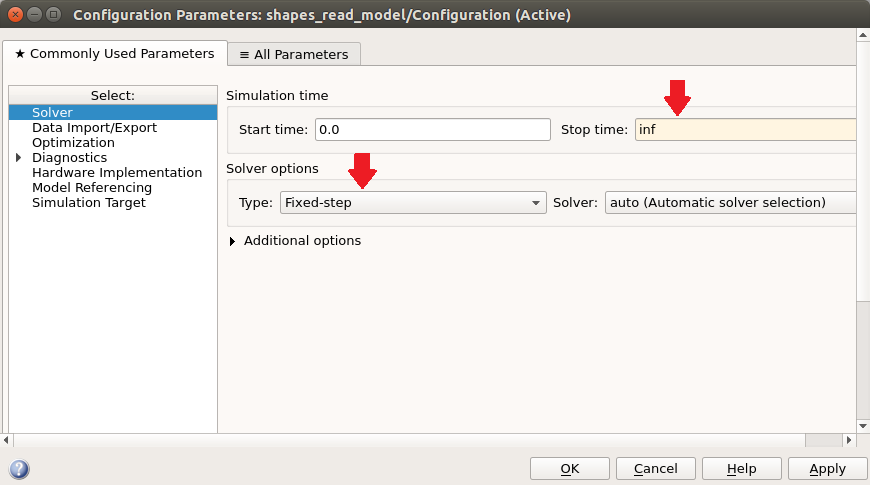 Configuration Parameters: shapes_read_model/Configuration (Active)
★ Commonly Used Parameters
≡ All Parameters
Select:
Solver
Data Import/Export
Optimization
Diagnostics
Hardware Implementation
Model Referencing
Simulation Target
Simulation time
Start time: 0.0 Stop time: inf
Solver options
Type: Fixed-step Solver: auto (Automatic solver selection)
Additional options
?
OK Cancel Help Apply